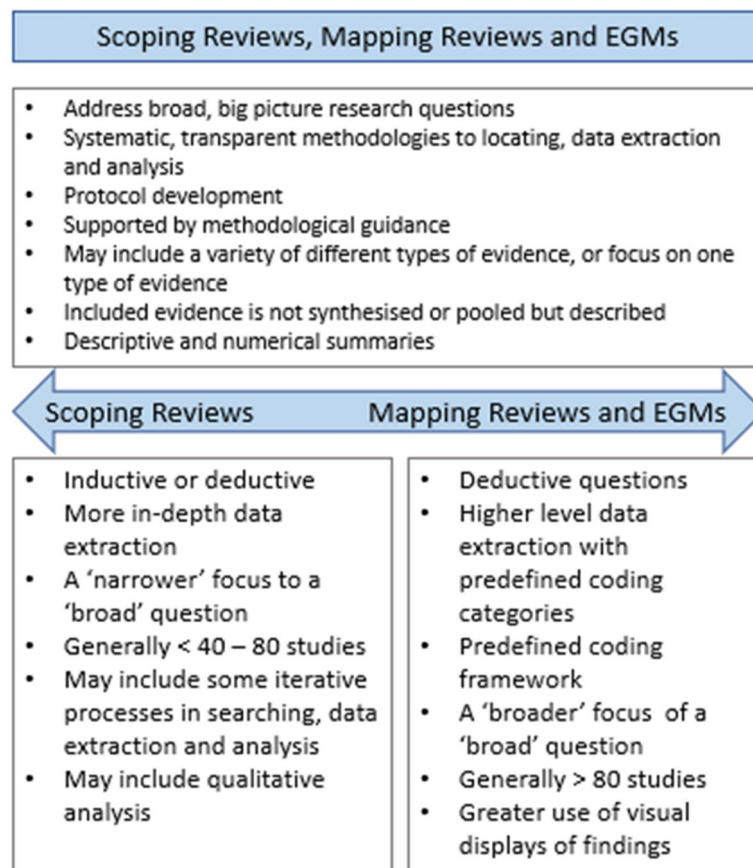 Scoping Reviews, Mapping Reviews and EGMs
• Address broad, big picture research questions
• Systematic, transparent methodologies to locating, data extraction
and analysis
• Protocol development
• Supported by methodological guidance
• May include a variety of different types of evidence, or focus on one
type of evidence
• Included evidence is not synthesised or pooled but described
• Descriptive and numerical summaries
Scoping Reviews
Mapping Reviews and EGMs
• Inductive or deductive
• More in-depth data
extraction
• A ‘narrower’ focus to a
‘broad’ question
• Generally < 40 – 80 studies
• May include some iterative
processes in searching, data
extraction and analysis
• May include qualitative
analysis
• Deductive questions
• Higher level data
extraction with
predefined coding
categories
• Predefined coding
framework
• A ‘broader’ focus of a
‘broad’ question
• Generally > 80 studies
• Greater use of visual
displays of findings